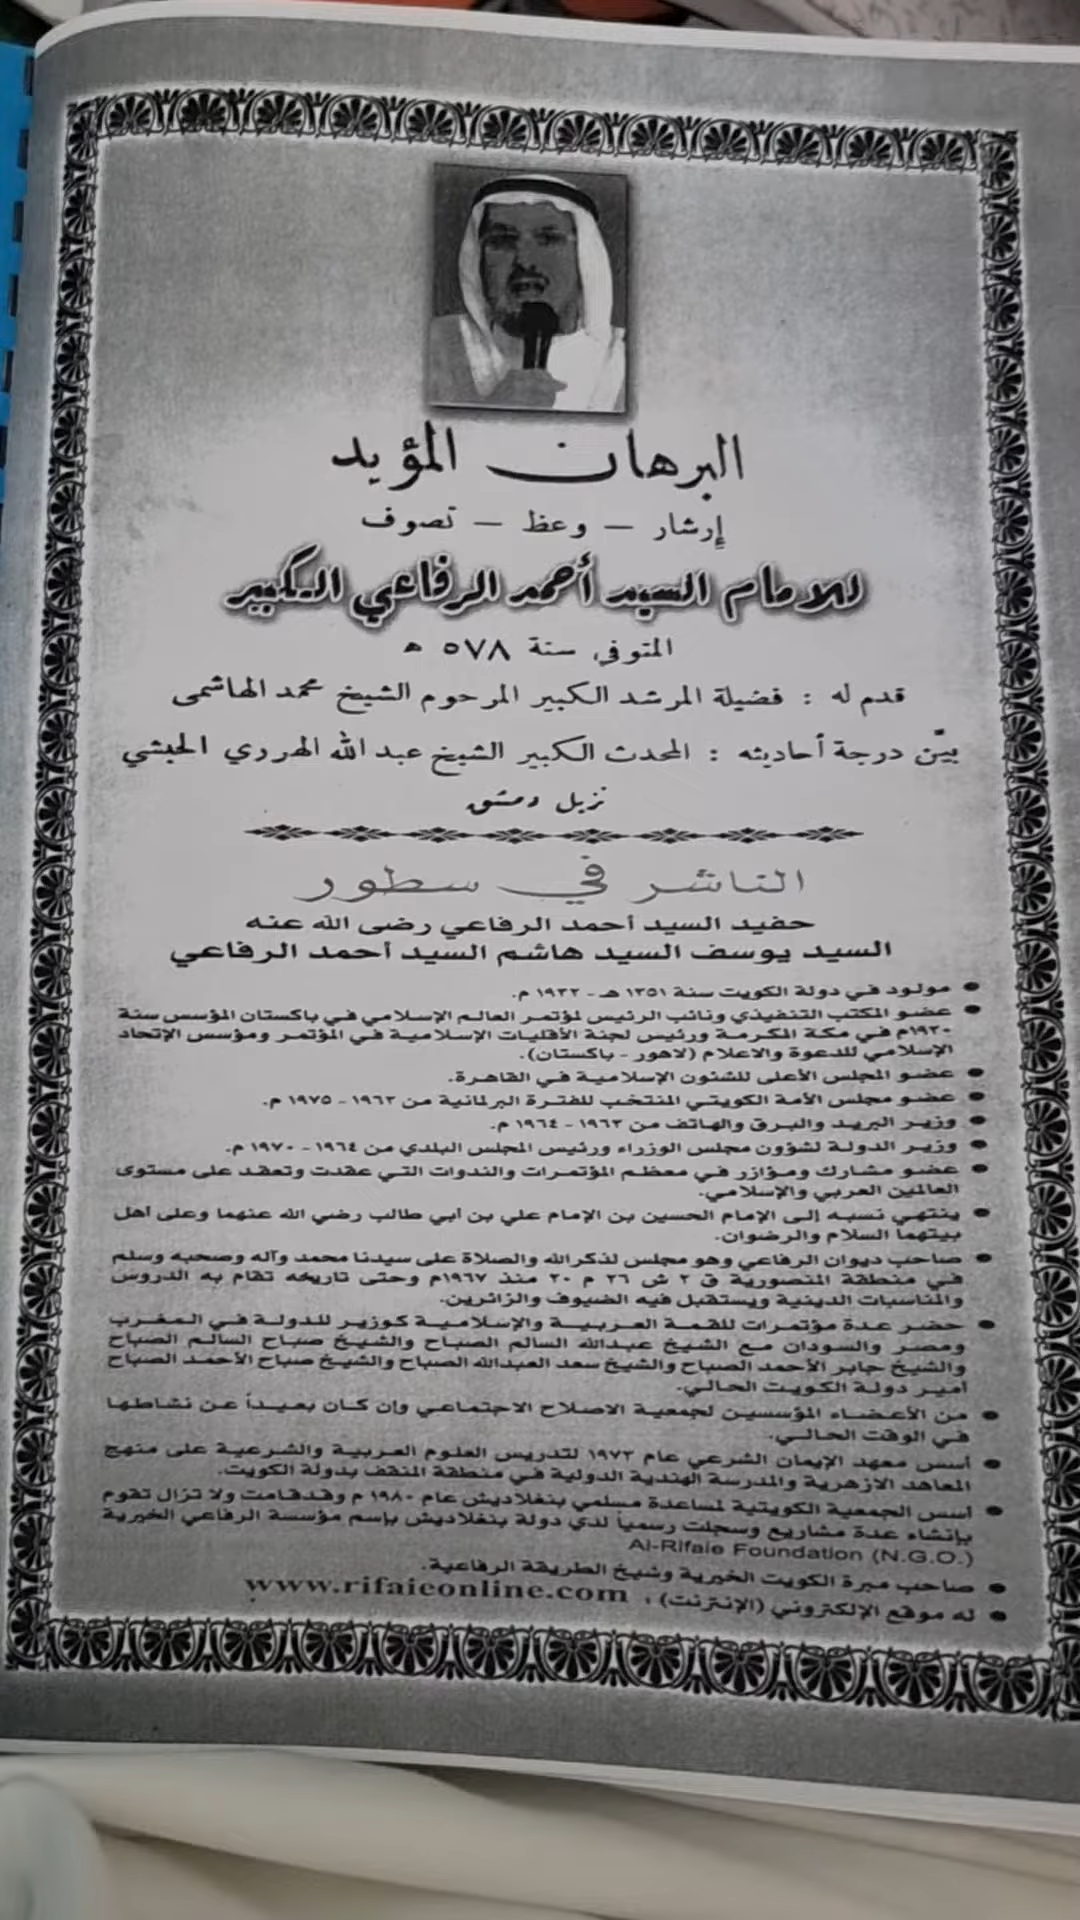 البرهان المؤيد
إرشار – وعظ – تصوف
للامام السيد أحمد الرفاعي الكبير
المتوفى سنة ٥٧٨ هـ
قدم له : فضيلة المرشد الكبير المرحوم الشيخ محمد الهاشمى
بيّن درجة أحاديثه : المحدث الكبير الشيخ عبد الله الهرري الحبشي
نزيل دمشق
الناشر في سطور
حفيد السيد أحمد الرفاعي رضى الله عنه
السيد يوسف السيد هاشم السيد أحمد الرفاعي
• مولود في دولة الكويت سنة ١٣٥١ هـ - ١٩٣٢ م.
• عضو المكتب التنفيذي ونائب الرئيس لمؤتمر العالم الإسلامي في باكستان المؤسس سنة
١٩٢٠م في مكة المكرمة ورئيس لجنة الأقليات الإسلامية في المؤتمر ومؤسس الإتحاد
الإسلامي للدعوة والاعلام (لاهور - باكستان).
• عضو المجلس الأعلى للشئون الإسلامية في القاهرة.
• عضو مجلس الأمة الكويتي المنتخب للفترة البرلمانية من ١٩٦٣ - ١٩٧٥ م.
• وزير البريد والبرق والهاتف من ١٩٦٣ - ١٩٦٤ م.
• وزير الدولة لشؤون مجلس الوزراء ورئيس المجلس البلدي من ١٩٦٤ - ١٩٧٠ م.
• عضو مشارك ومؤازر في معظم المؤتمرات والندوات التي عقدت وتعقد على مستوى
العالمين العربي والإسلامي.
• ينتهي نسبه إلى الإمام الحسين بن الإمام علي بن أبي طالب رضي الله عنهما وعلى أهل
بيتهما السلام والرضوان.
• صاحب ديوان الرفاعي وهو مجلس لذكر الله والصلاة على سيدنا محمد وآله وصحبه وسلم
في منطقة المنصورية ق ٢ ش ٢٦ م ٢٠ منذ ١٩٦٧م وحتى تاريخه تقام به الدروس
والمناسبات الدينية ويستقبل فيه الضيوف والزائرين.
• حضر عدة مؤتمرات للقمة العربية والإسلامية كوزير للدولة في المغرب
ومصر والسودان مع الشيخ عبدالله السالم الصباح والشيخ صباح السالم الصباح
والشيخ جابر الأحمد الصباح والشيخ سعد العبدالله الصباح والشيخ صباح الأحمد الصباح
أمير دولة الكويت الحالي.
• من الأعضاء المؤسسين لجمعية الاصلاح الاجتماعي وإن كان بعيداً عن نشاطها
في الوقت الحالي.
• أسس معهد الإيمان الشرعي عام ١٩٧٣ لتدريس العلوم العربية والشرعية على منهج
المعاهد الازهرية والمدرسة الهندية الدولية في منطقة المنقف بدولة الكويت.
• أسس الجمعية الكويتية لمساعدة مسلمي بنغلاديش عام ١٩٨٠ م وقد قامت ولا تزال تقوم
بإنشاء عدة مشاريع وسجلت رسمياً لدي دولة بنغلاديش بإسم مؤسسة الرفاعي الخيرية
Al-Rifaie Foundation (N.G.O.)
• صاحب مبرة الكويت الخيرية وشيخ الطريقة الرفاعية.
• له موقع الإلكتروني (الإنترنت) ، www.rifaieonline.com